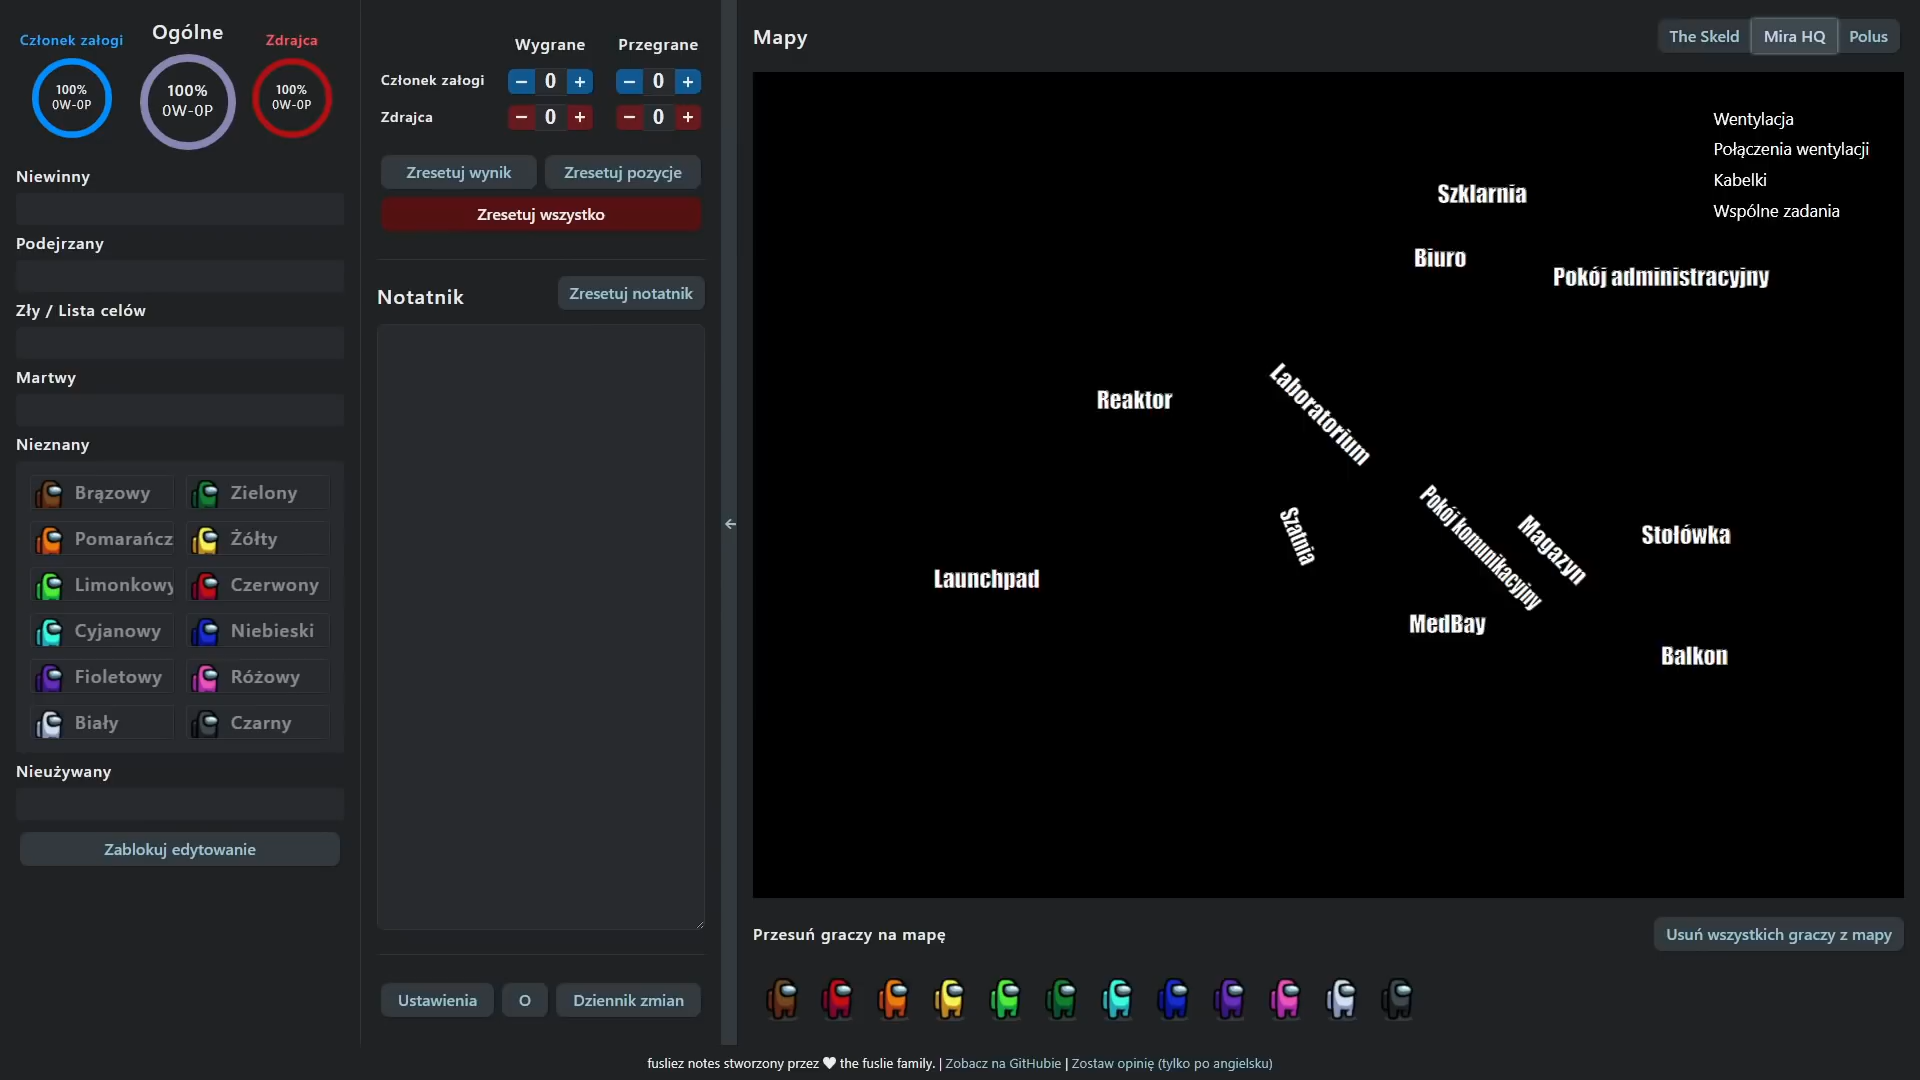 Członek załogi
Ogólne
Zdrajca
100%
0W-0P
100%
0W-0P
100%
0W-0P
Niewinny
Podejrzany
Zły / Lista celów
Martwy
Nieznany
Brązowy
Zielony
Pomarańcz
Żółty
Limonkowy
Czerwony
Cyjanowy
Niebieski
Fioletowy
Różowy
Biały
Czarny
Nieużywany
Zablokuj edytowanie
Wygrane Przegrane
Członek załogi − 0 + − 0 +
Zdrajca − 0 + − 0 +
Zresetuj wynik
Zresetuj pozycje
Zresetuj wszystko
Notatnik
Zresetuj notatnik
Ustawienia
O
Dziennik zmian
Mapy
The Skeld
Mira HQ
Polus
Wentylacja
Połączenia wentylacji
Kabelki
Wspólne zadania
Szklarnia
Biuro
Pokój administracyjny
Reaktor
Laboratorium
Szatnia
Pokój komunikacyjny
Magazyn
Stołówka
Launchpad
MedBay
Balkon
Przesuń graczy na mapę
Usuń wszystkich graczy z mapy
fusliez notes stworzony przez ♥ the fuslie family. | Zobacz na GitHubie | Zostaw opinię (tylko po angielsku)